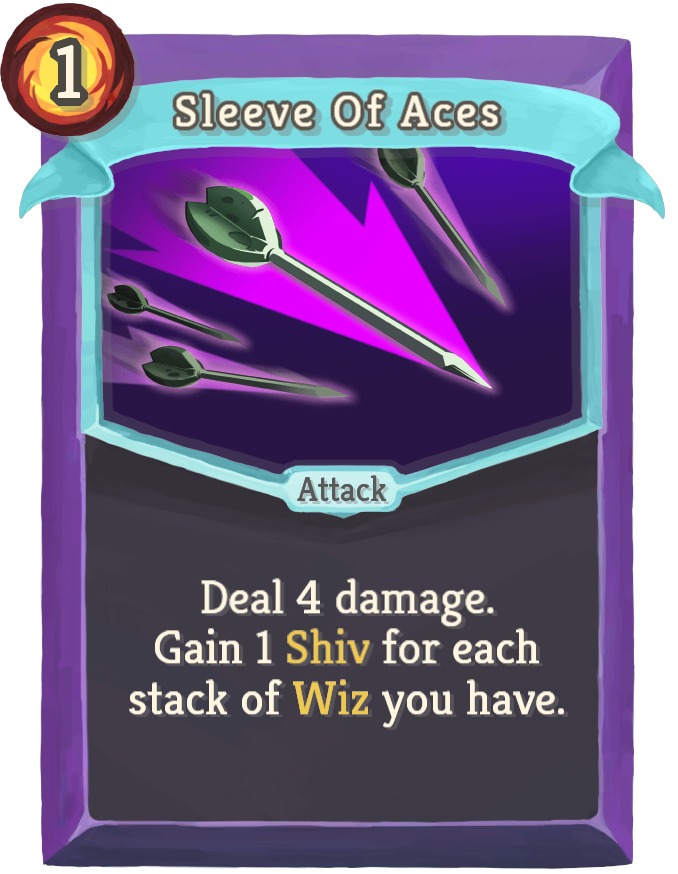 1
Sleeve Of Aces
Attack
Deal 4 damage.
Gain 1 Shiv for each
stack of Wiz you have.